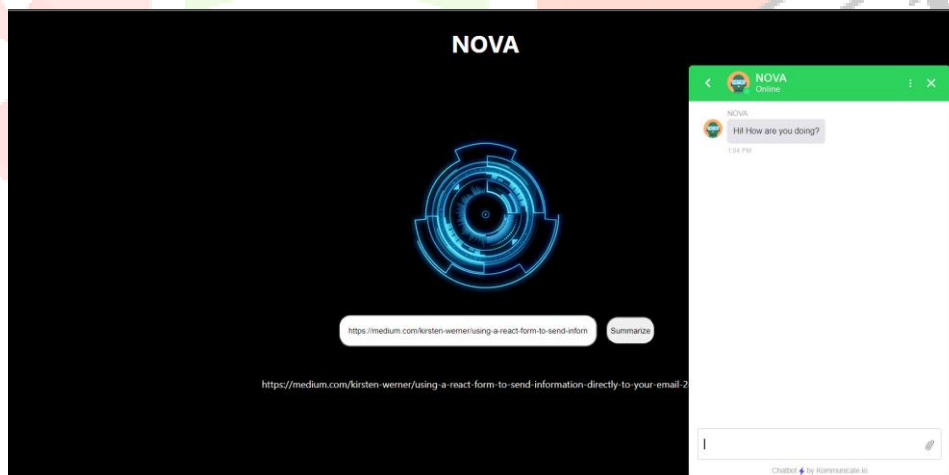 NOVA
NOVA
Online
NOVA
Hi! How are you doing?
1:04 PM
https://medium.com/kirsten-werner/using-a-react-form-to-send-inform
Summarize
https://medium.com/kirsten-werner/using-a-react-form-to-send-information-directly-to-your-email-2
Chatbot by Kommunicate.io